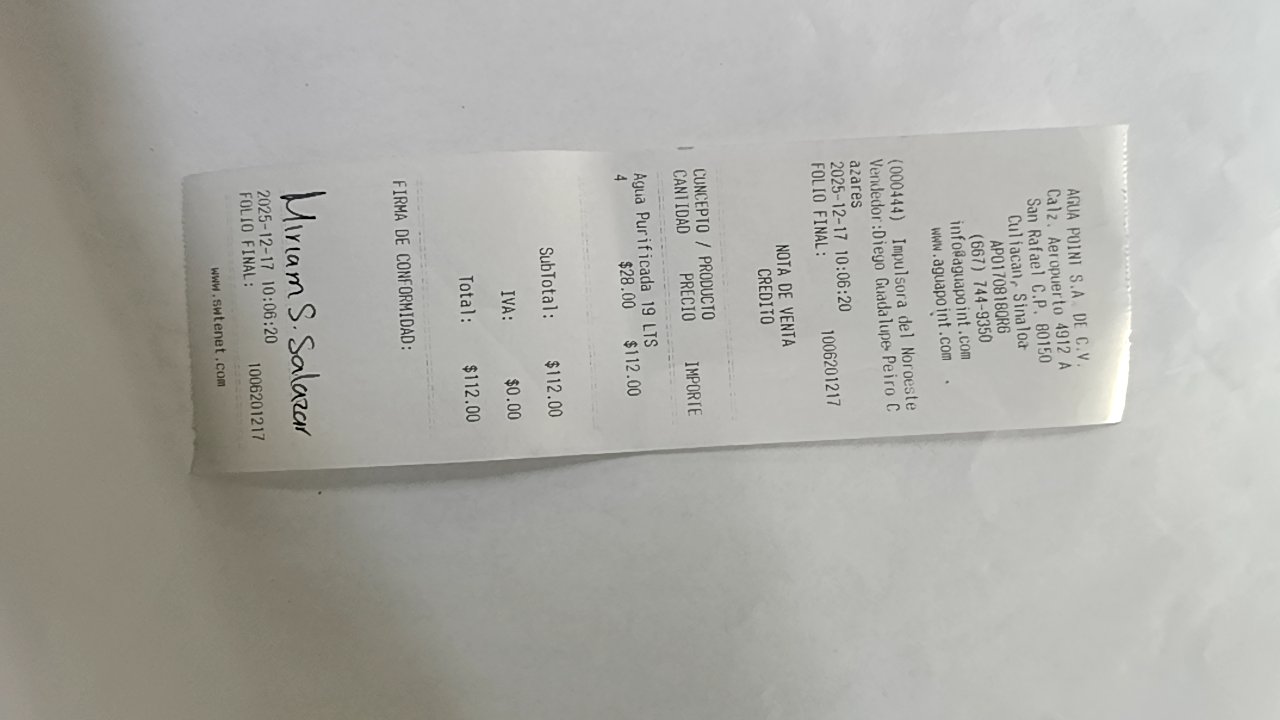 AGUA POINT S.A. DE C.V.
Calz. Aeropuerto 4912 A
San Rafael C.P. 80150
Culiacan, Sinaloa
APO170818QR6
(667) 744-9350
info@aguapoint.com
www.aguapoint.com
(000444) Impulsora del Noroeste
Vendedor:Diego Guadalupe Peiro C
azares
2025-12-17 10:06:20
FOLIO FINAL: 1006201217
NOTA DE VENTA
CREDITO
CONCEPTO / PRODUCTO
CANTIDAD PRECIO IMPORTE
Agua Purificada 19 LTS
4 $28.00 $112.00
SubTotal: $112.00
IVA: $0.00
Total: $112.00
FIRMA DE CONFORMIDAD:
Miriam S. Salazar
2025-12-17 10:06:20
FOLIO FINAL: 1006201217
www.swtenet.com